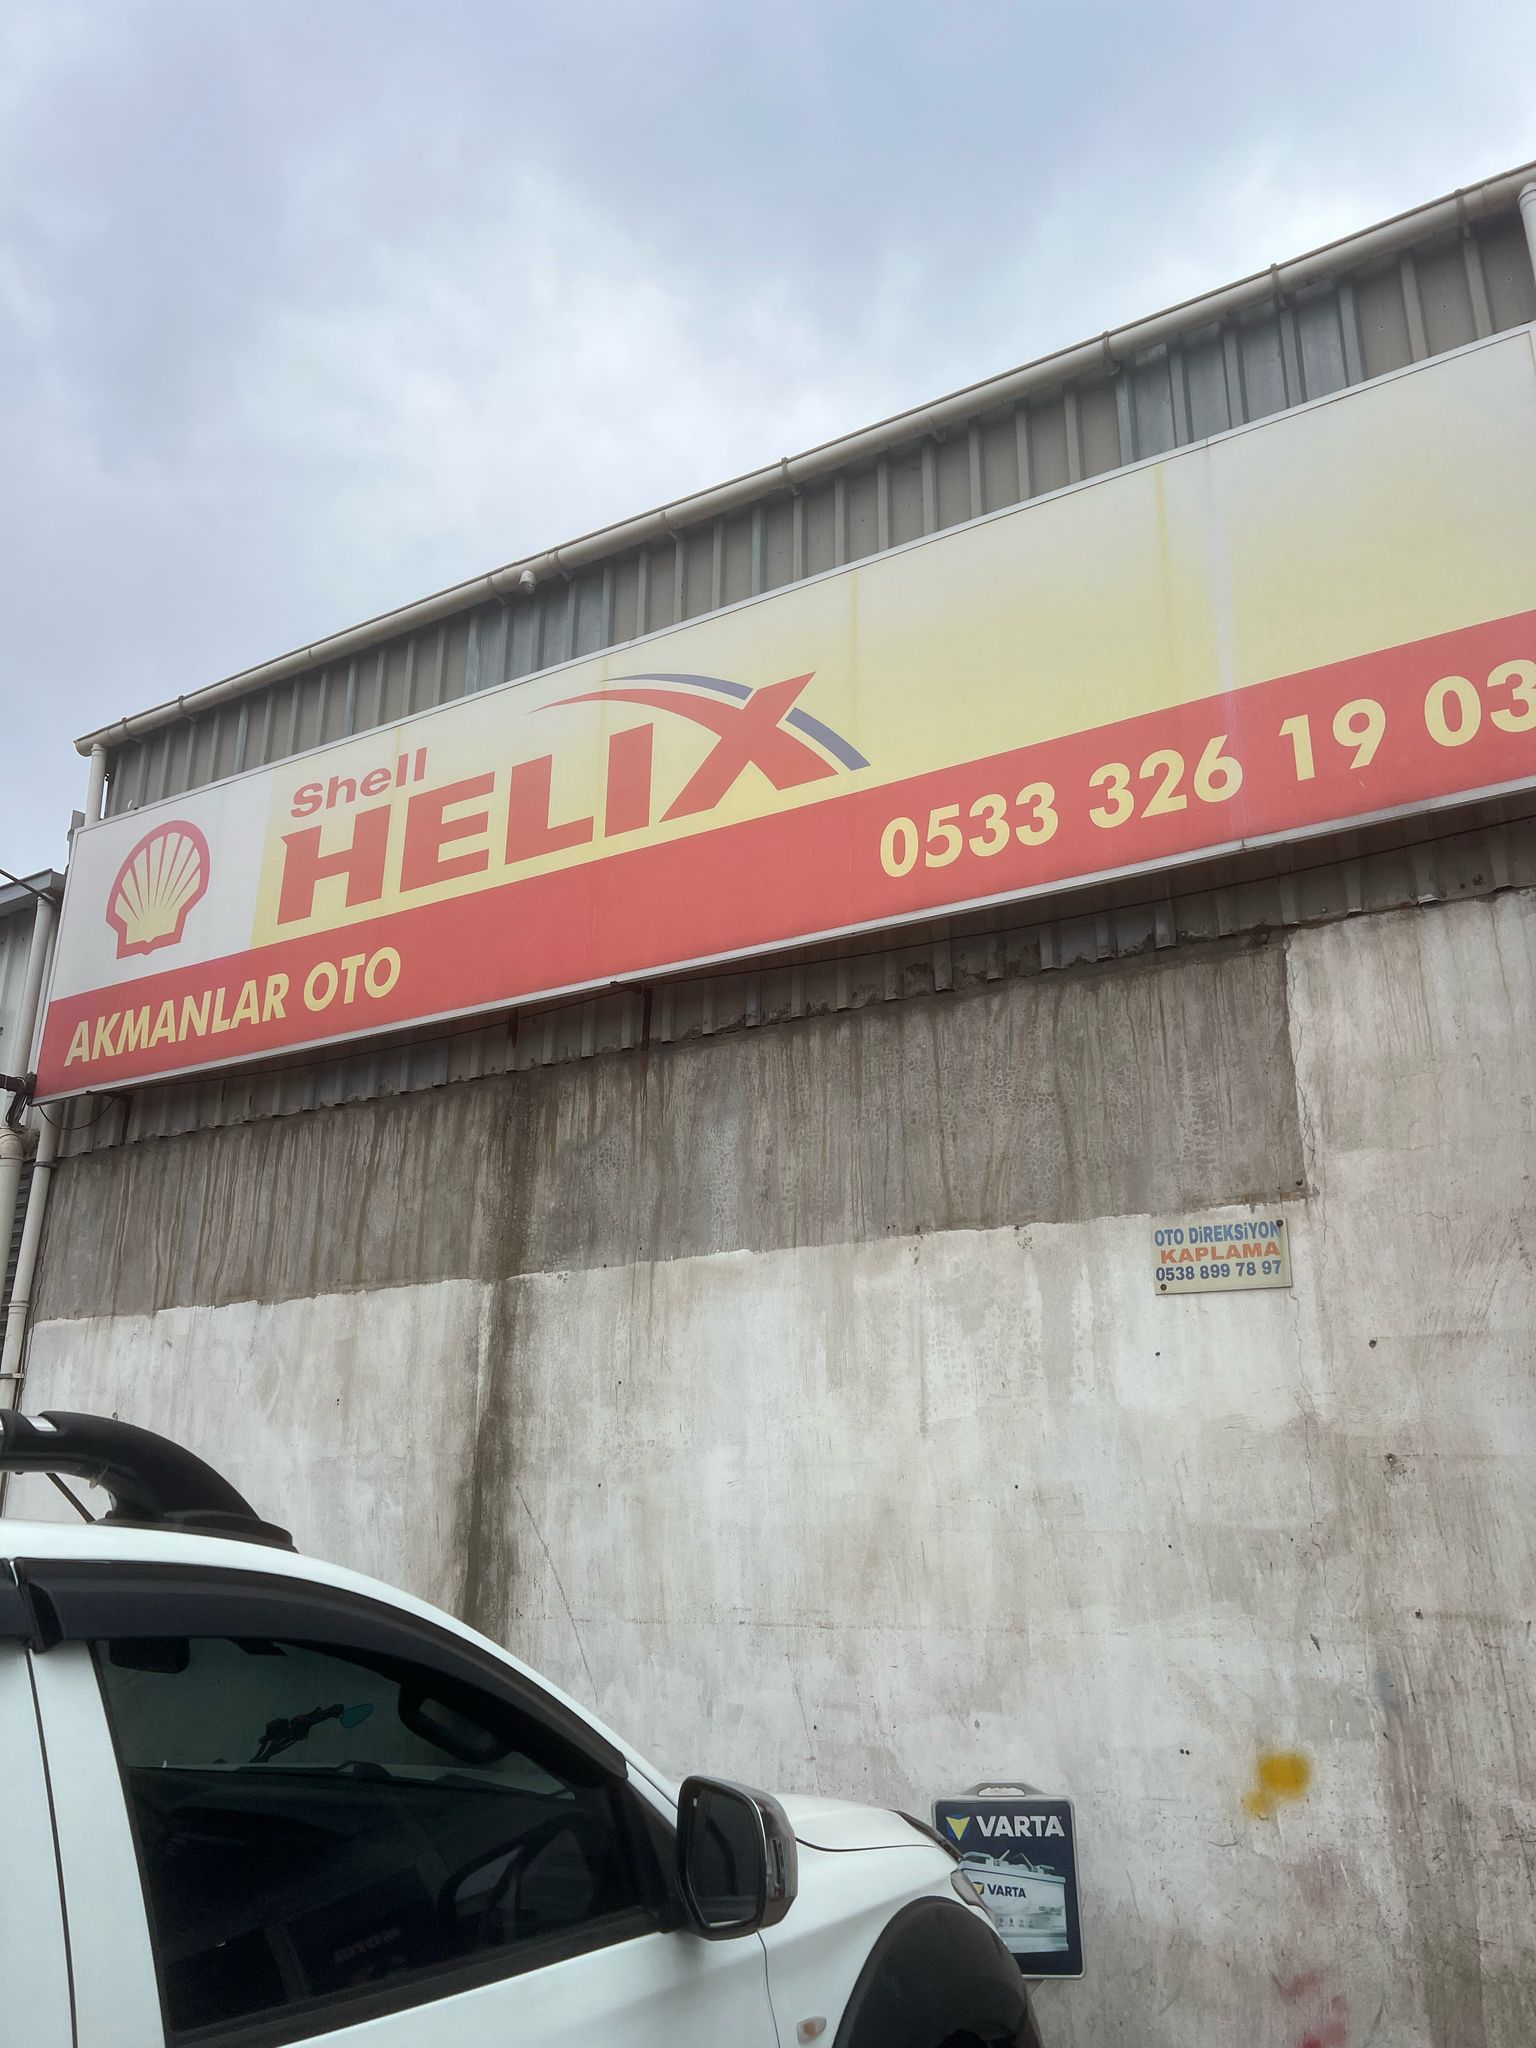 Shell
HELIX
AKMANLAR OTO
0533 326 19 03
OTO DİREKSİYON
KAPLAMA
0538 899 78 97
VARTA
VARTA